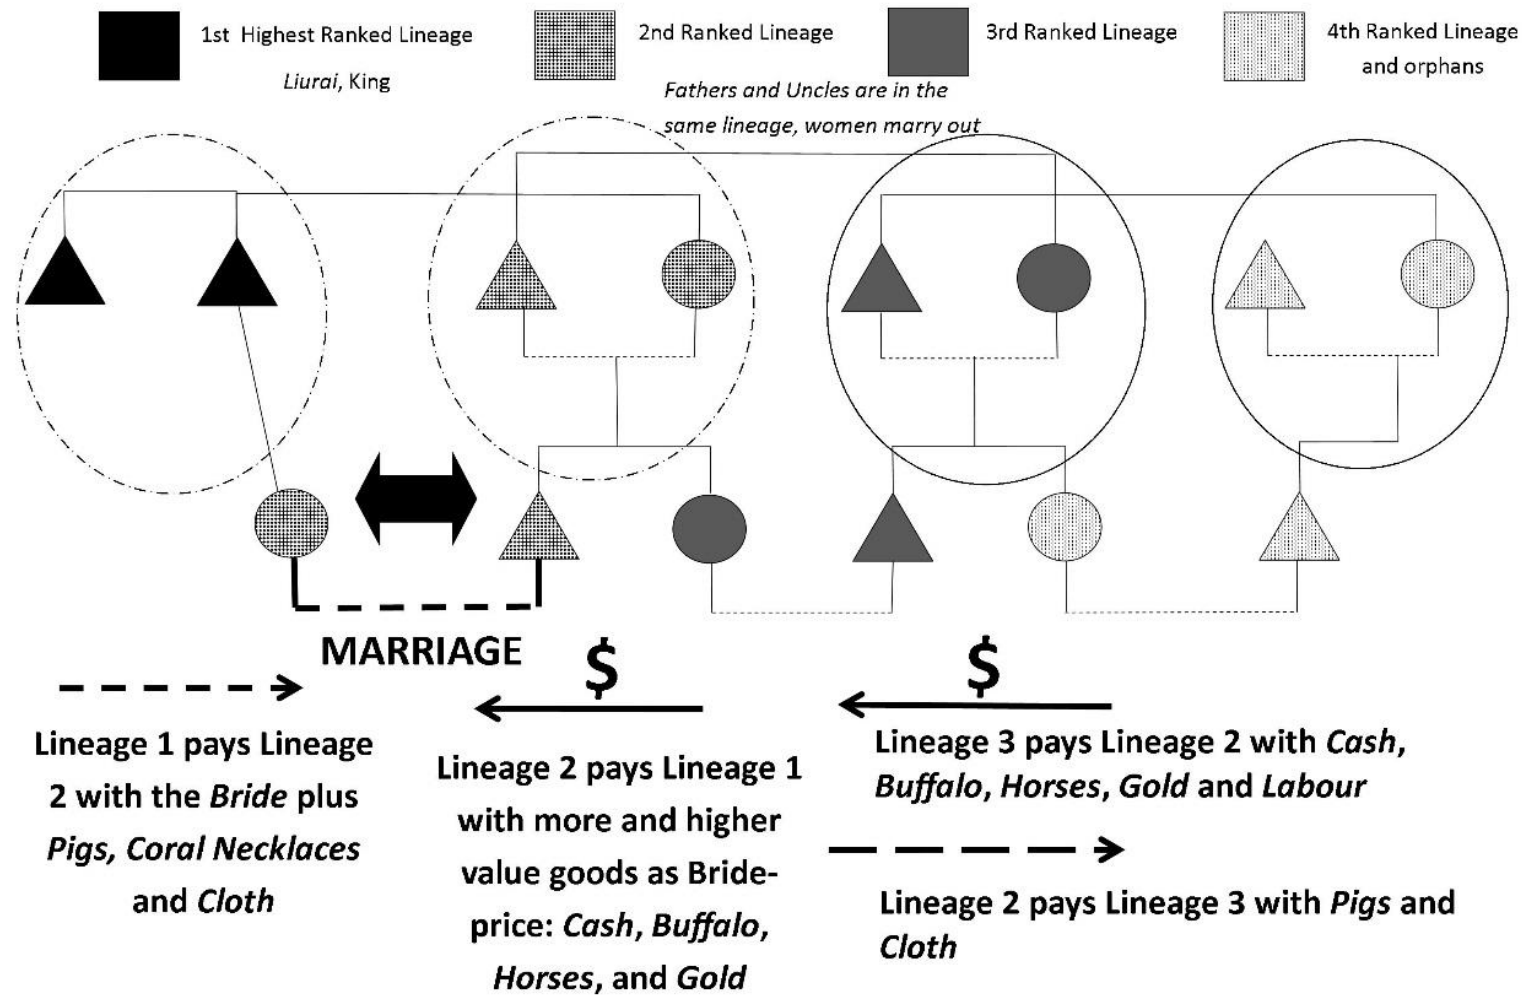 1st Highest Ranked Lineage
Liurai, King
2nd Ranked Lineage
3rd Ranked Lineage
4th Ranked Lineage
and orphans
Fathers and Uncles are in the
same lineage, women marry out
MARRIAGE
$
$
Lineage 1 pays Lineage
2 with the Bride plus
Pigs, Coral Necklaces
and Cloth
Lineage 2 pays Lineage 1
with more and higher
value goods as Bride-
price: Cash, Buffalo,
Horses, and Gold
Lineage 3 pays Lineage 2 with Cash,
Buffalo, Horses, Gold and Labour
Lineage 2 pays Lineage 3 with Pigs and
Cloth